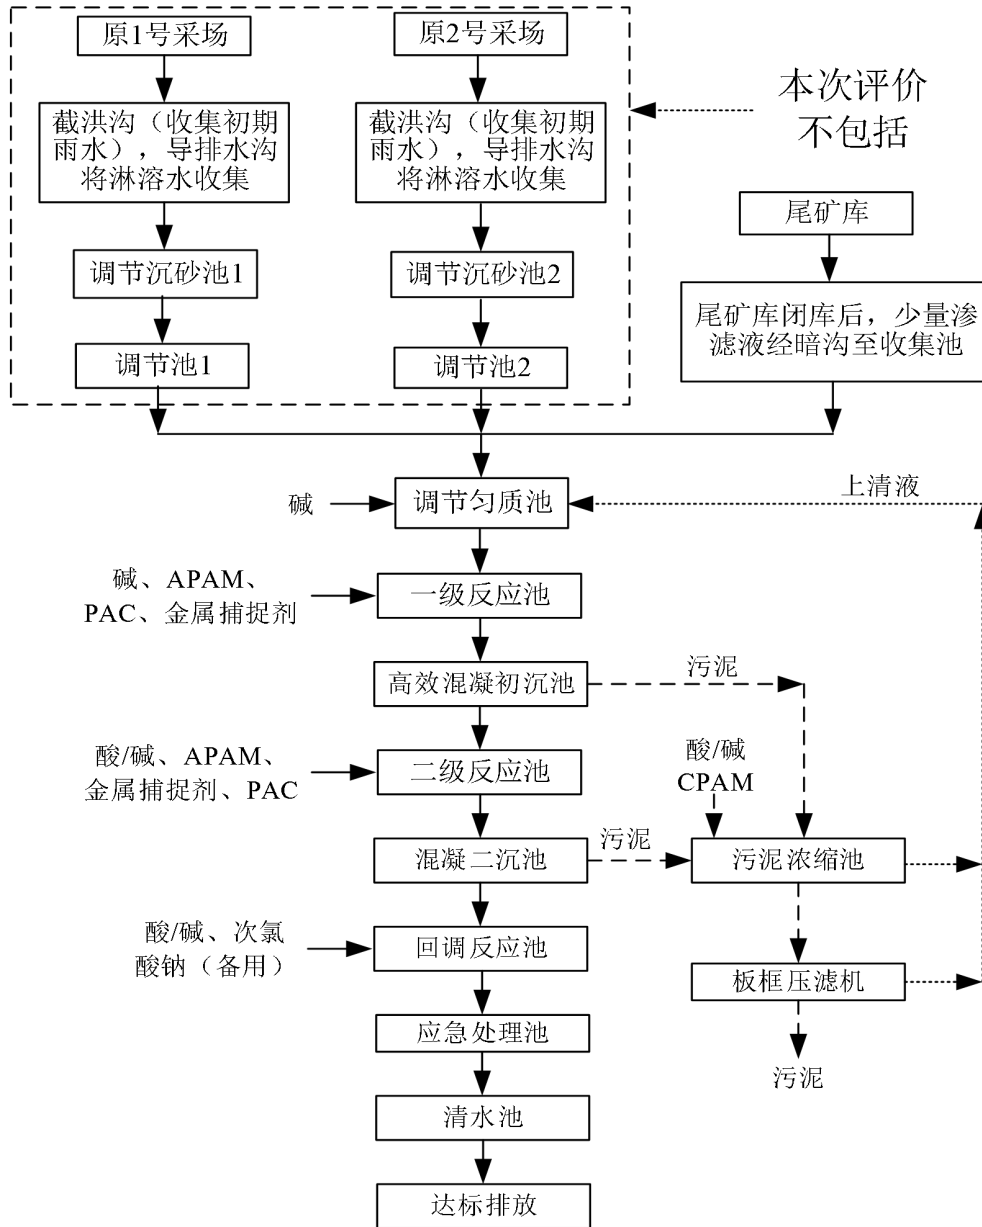 原1号采场
原2号采场
本次评价
不包括
截洪沟（收集初期
雨水），导排水沟
将淋溶水收集
截洪沟（收集初期
雨水），导排水沟
将淋溶水收集
尾矿库
调节沉砂池1
调节沉砂池2
尾矿库闭库后，少量渗
滤液经暗沟至收集池
调节池1
调节池2
碱
调节匀质池
上清液
碱、APAM、
PAC、金属捕捉剂
一级反应池
高效混凝初沉池
污泥
酸/碱、APAM、
金属捕捉剂、PAC
二级反应池
酸/碱
CPAM
混凝二沉池
污泥
污泥浓缩池
酸/碱、次氯
酸钠（备用）
回调反应池
板框压滤机
应急处理池
污泥
清水池
达标排放